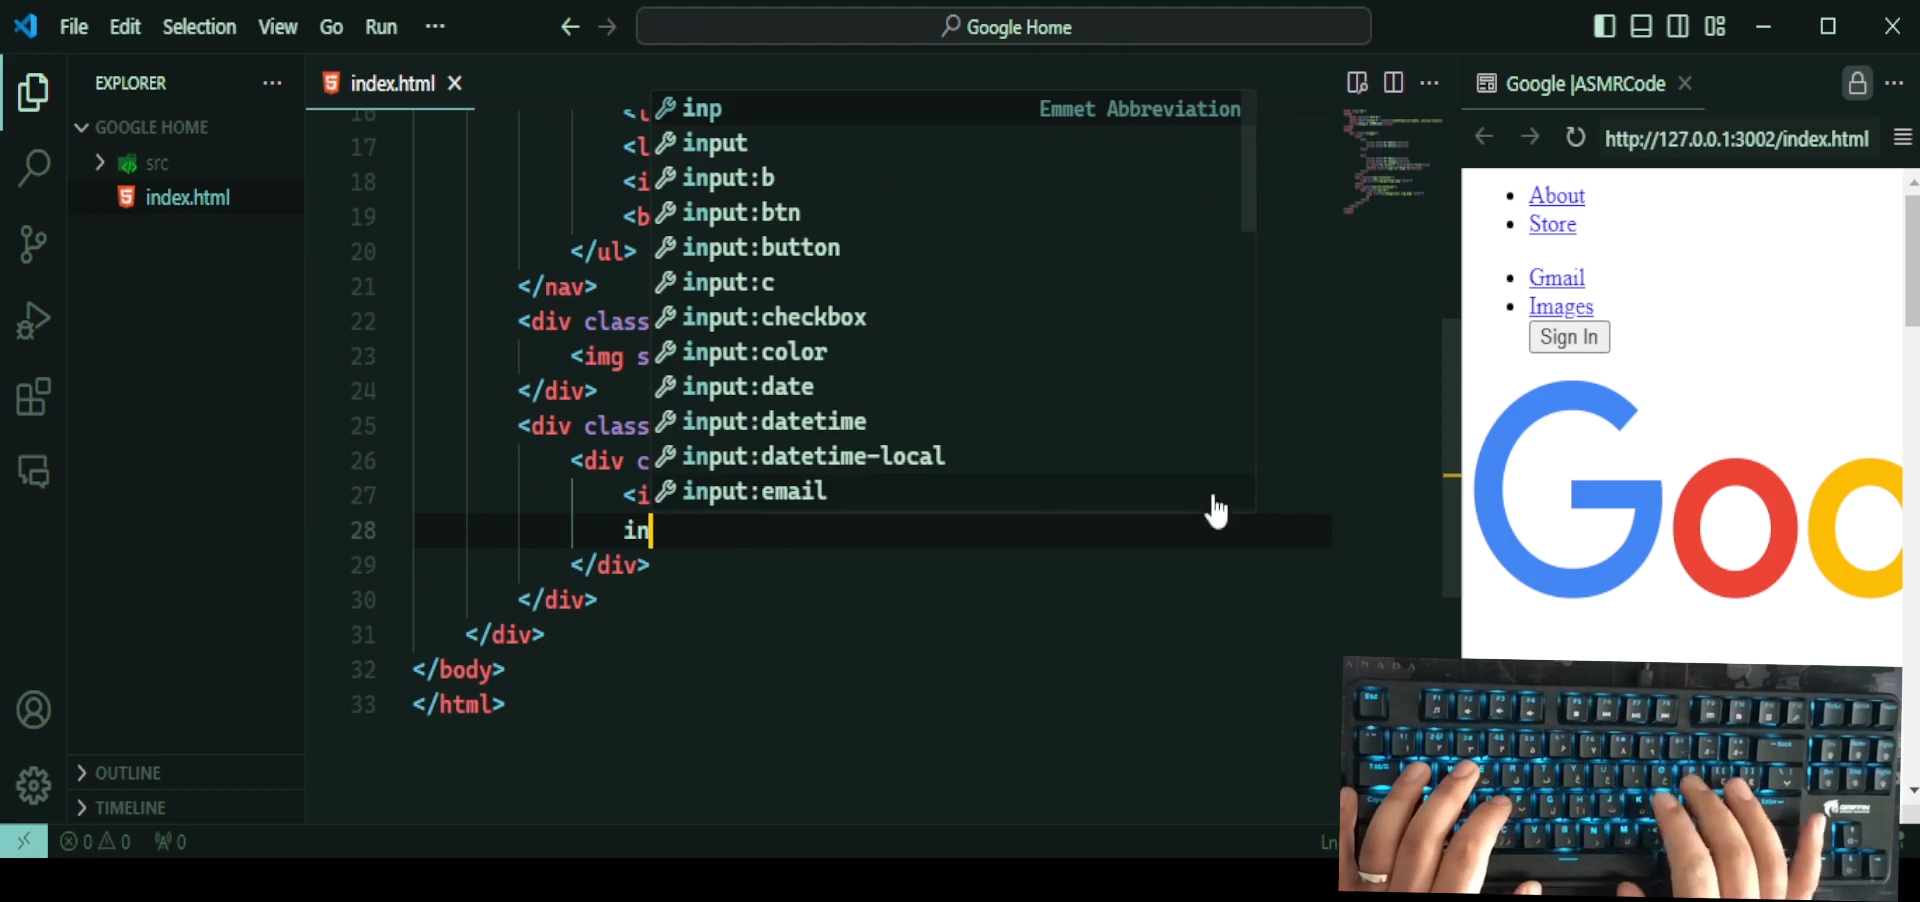 File Edit Selection View Go Run ···
Google Home
EXPLORER ···
GOOGLE HOME
src
index.html
OUTLINE
TIMELINE
index.html
16
17 <l
18 <i
19 <b
20 </ul>
21 </nav>
22 <div class
23 <img s
24 </div>
25 <div class
26 <div c
27 <i
28 in
29 </div>
30 </div>
31 </div>
32 </body>
33 </html>
inp Emmet Abbreviation
input
input:b
input:btn
input:button
input:c
input:checkbox
input:color
input:date
input:datetime
input:datetime-local
input:email
Google |ASMRCode
http://127.0.0.1:3002/index.html
About
Store
Gmail
Images
Sign In
Goo
0 0 0
Ln